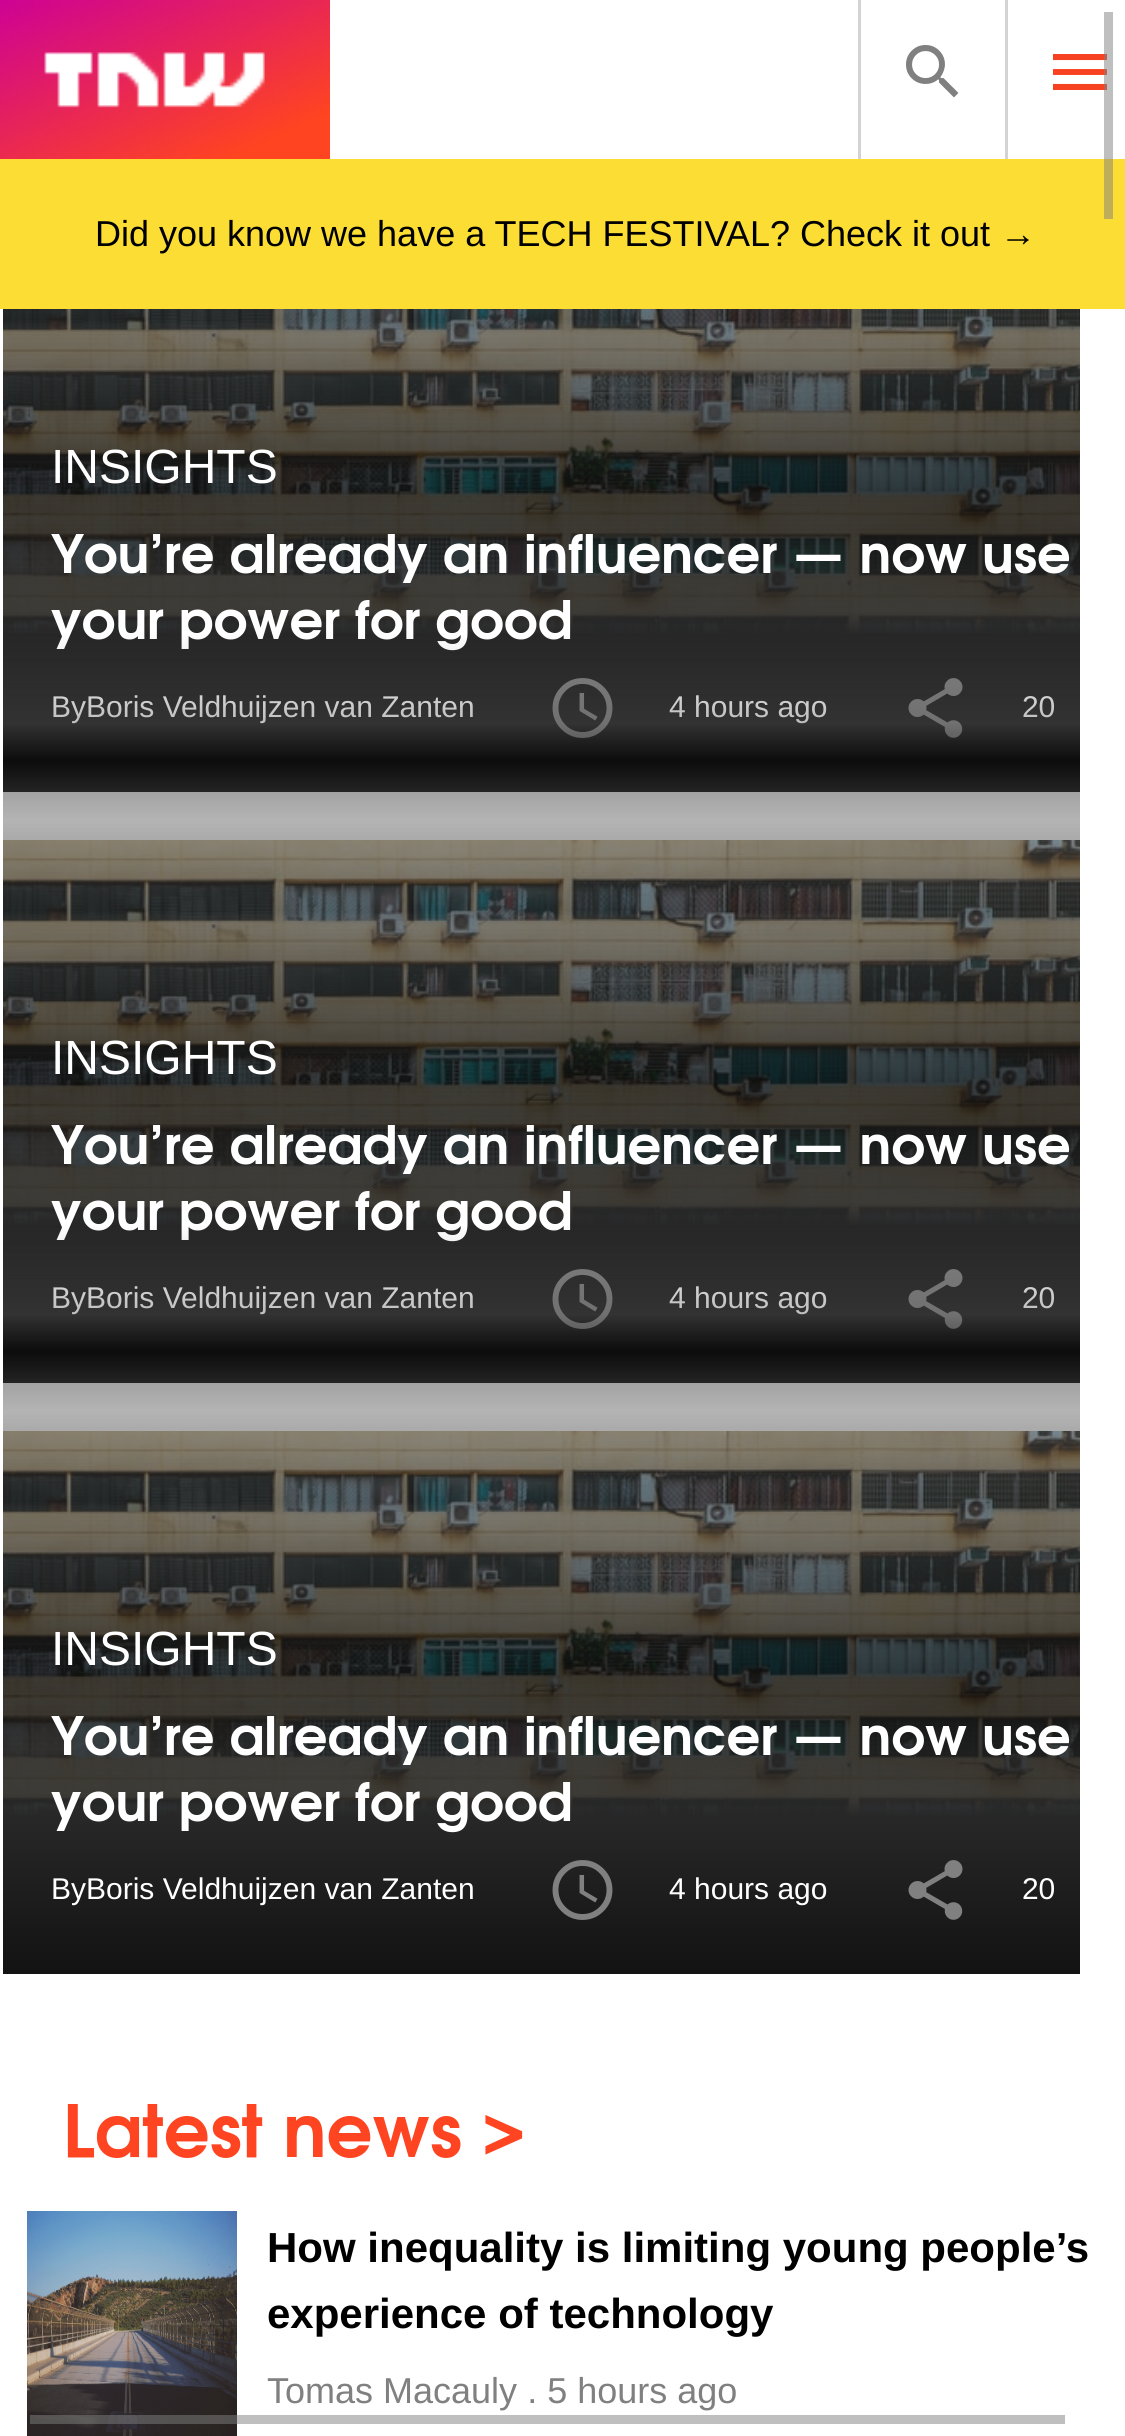 TNW
Did you know we have a TECH FESTIVAL? Check it out →
INSIGHTS
You’re already an influencer — now use
your power for good
ByBoris Veldhuijzen van Zanten 4 hours ago 20
INSIGHTS
You’re already an influencer — now use
your power for good
ByBoris Veldhuijzen van Zanten 4 hours ago 20
INSIGHTS
You’re already an influencer — now use
your power for good
ByBoris Veldhuijzen van Zanten 4 hours ago 20
Latest news >
How inequality is limiting young people’s
experience of technology
Tomas Macauly . 5 hours ago